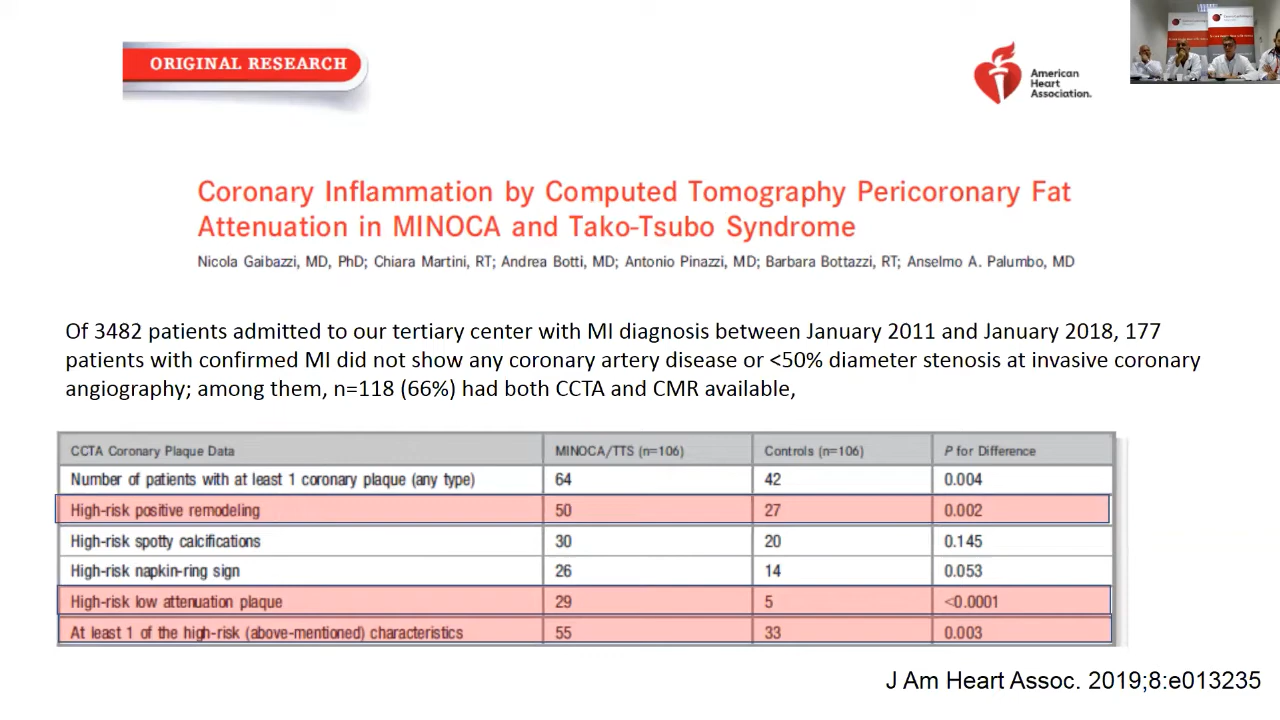 ORIGINAL RESEARCH
American
Heart
Association.
Coronary Inflammation by Computed Tomography Pericoronary Fat
Attenuation in MINOCA and Tako-Tsubo Syndrome
Nicola Gaibazzi, MD, PhD; Chiara Martini, RT; Andrea Botti, MD; Antonio Pinazzi, MD; Barbara Bottazzi, RT; Anselmo A. Palumbo, MD
Of 3482 patients admitted to our tertiary center with MI diagnosis between January 2011 and January 2018, 177
patients with confirmed MI did not show any coronary artery disease or <50% diameter stenosis at invasive coronary
angiography; among them, n=118 (66%) had both CCTA and CMR available,
CCTA Coronary Plaque Data MINOCA/TTS (n=106) Controls (n=106) P for Difference
Number of patients with at least 1 coronary plaque (any type) 64 42 0.004
High-risk positive remodeling 50 27 0.002
High-risk spotty calcifications 30 20 0.145
High-risk napkin-ring sign 26 14 0.053
High-risk low attenuation plaque 29 5 <0.0001
At least 1 of the high-risk (above-mentioned) characteristics 55 33 0.003
J Am Heart Assoc. 2019;8:e013235